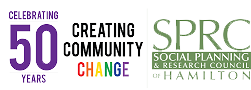 CELEBRATING
50
YEARS
CREATING
COMMUNITY
CHANGE
SPRC
SOCIAL PLANNING
& RESEARCH COUNCIL
OF HAMILTON